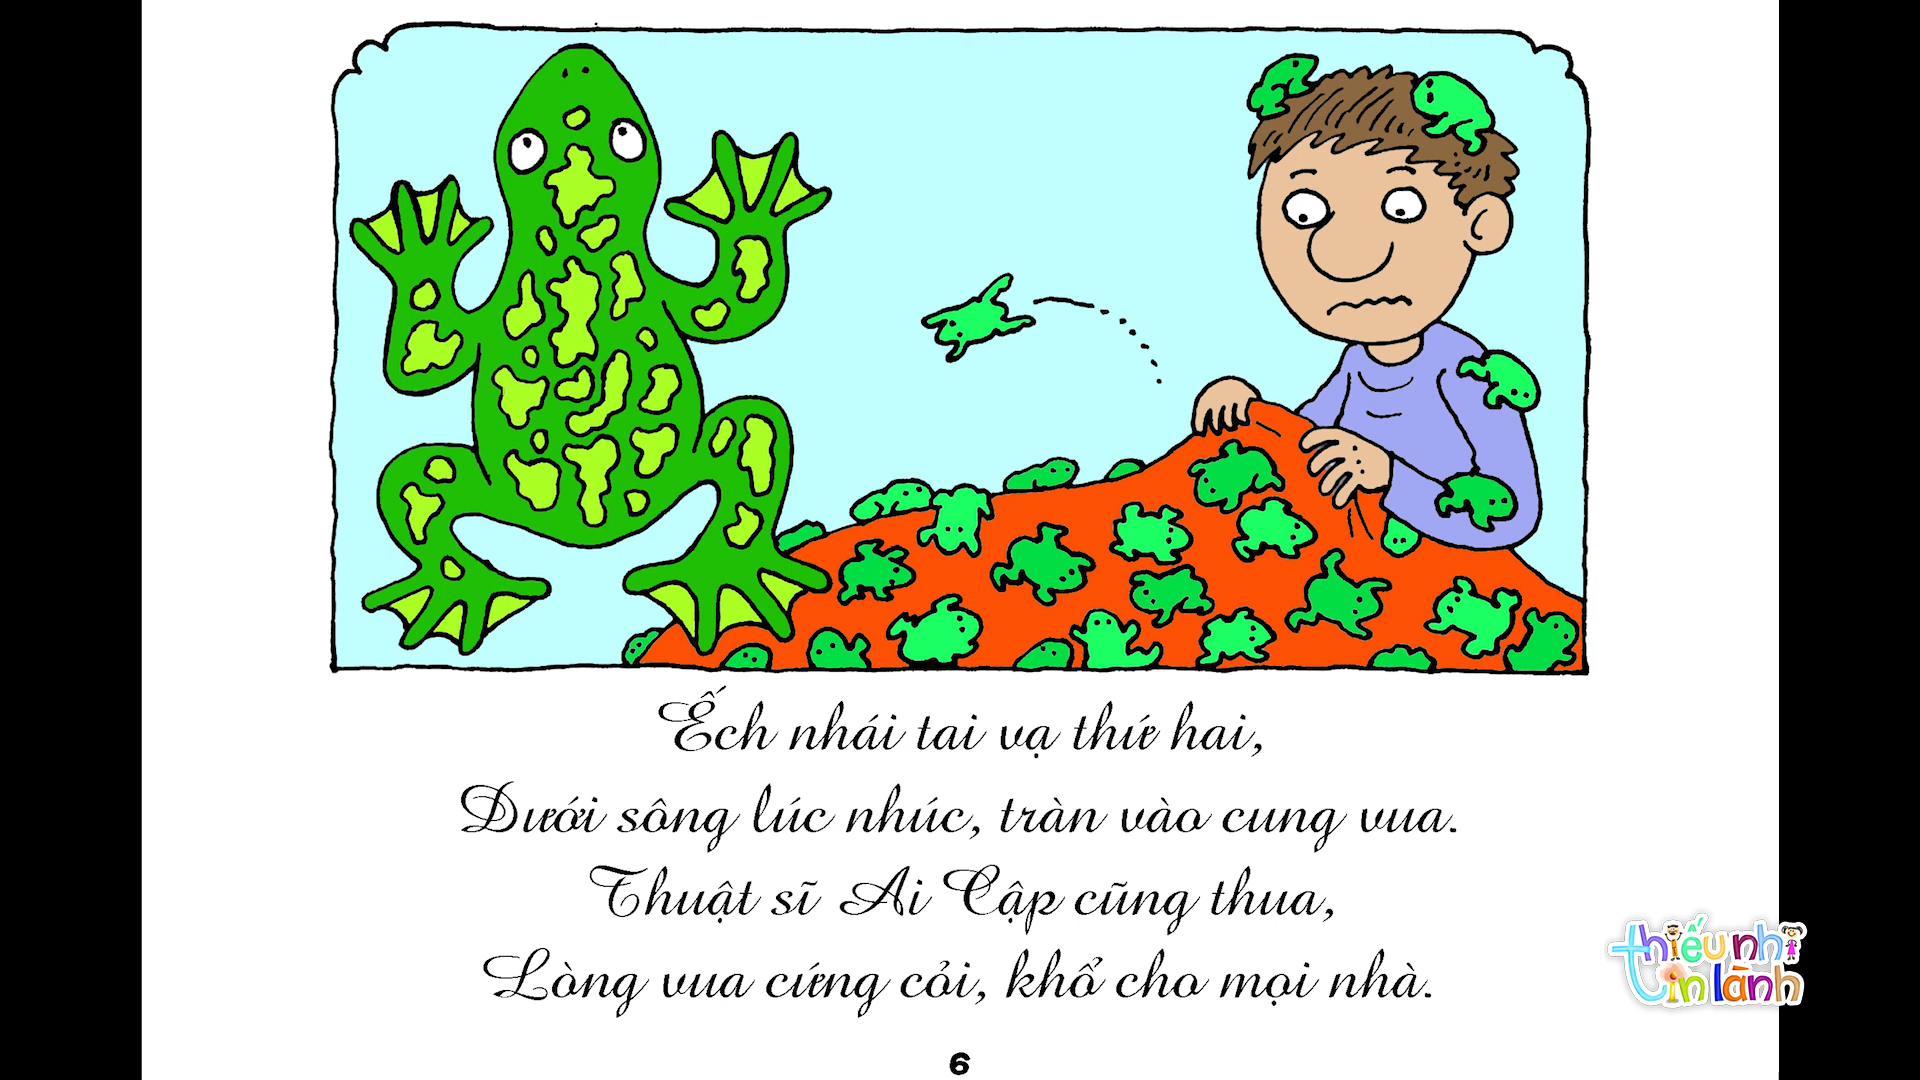 Ếch nhái tai vạ thứ hai,
Dưới sông lúc nhúc, tràn vào cung vua.
Thuật sĩ Ai Cập cũng thua,
Lòng vua cứng cỏi, khổ cho mọi nhà.
thiếu nhi
tin lành
6